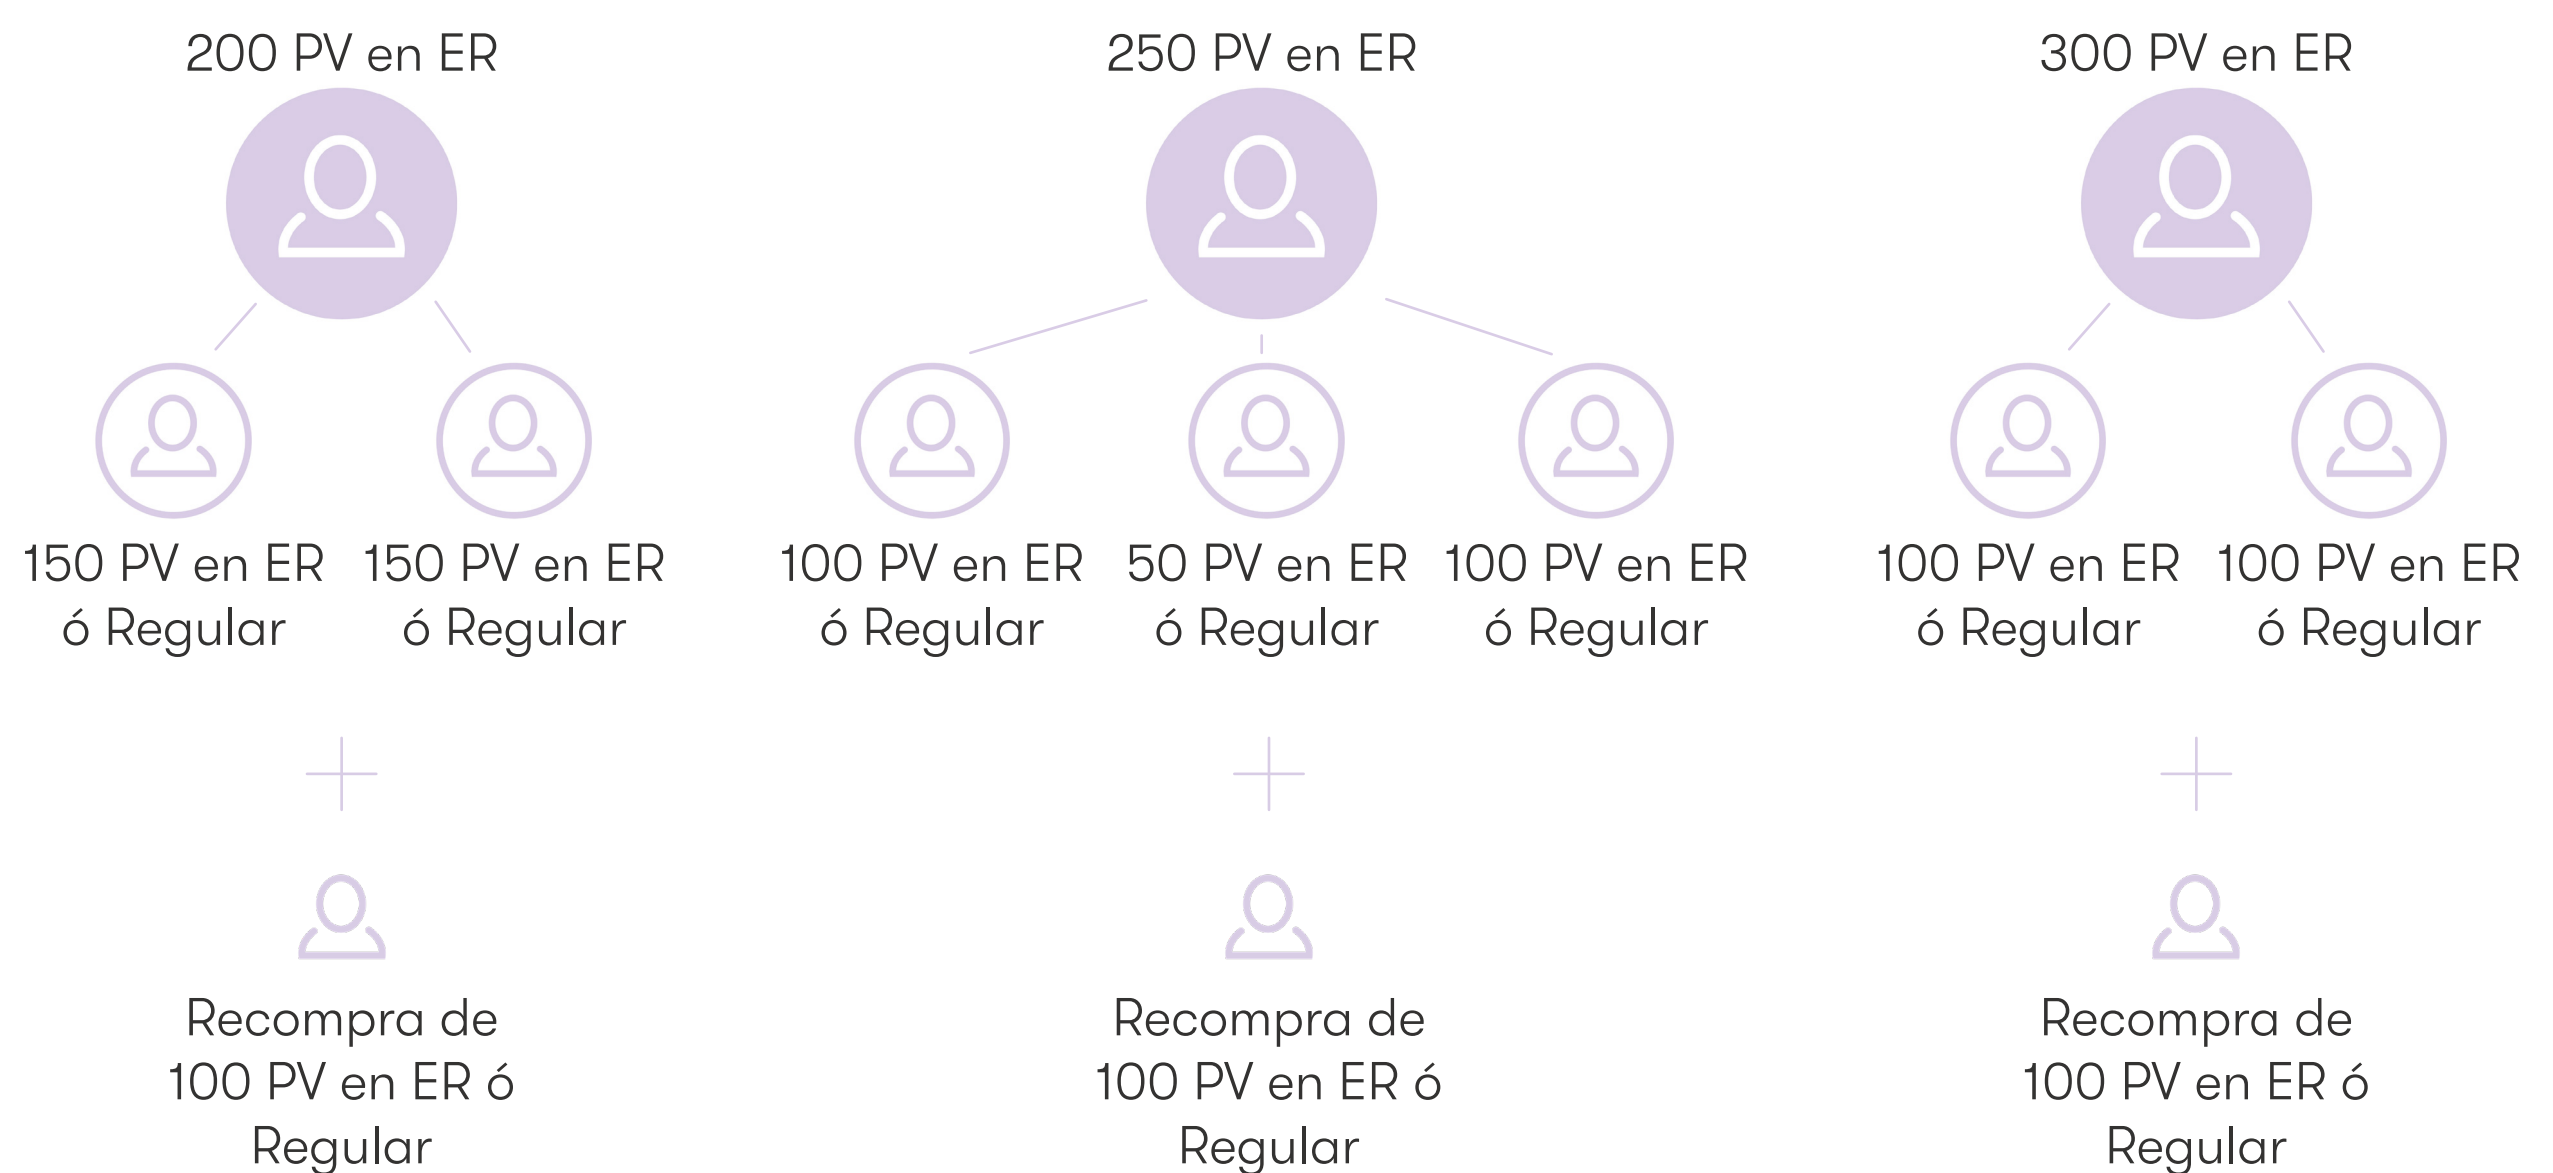 200 PV en ER
150 PV en ER
ó Regular
150 PV en ER
ó Regular
Recompra de
100 PV en ER ó
Regular
250 PV en ER
100 PV en ER
ó Regular
50 PV en ER
ó Regular
100 PV en ER
ó Regular
Recompra de
100 PV en ER ó
Regular
300 PV en ER
100 PV en ER
ó Regular
100 PV en ER
ó Regular
Recompra de
100 PV en ER ó
Regular